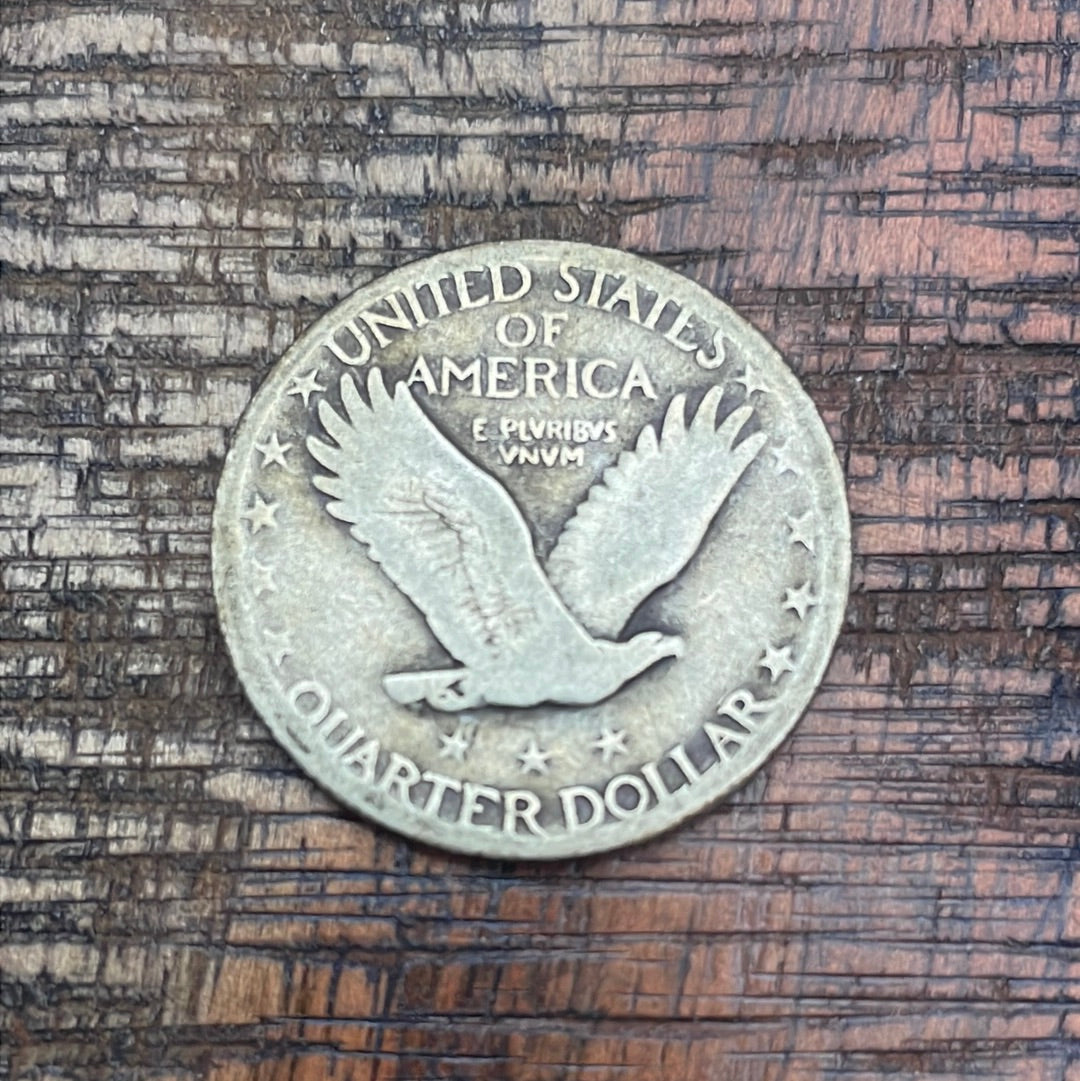 UNITED STATES
OF
AMERICA
E PLVRIBVS
VNVM
QUARTER DOLLAR